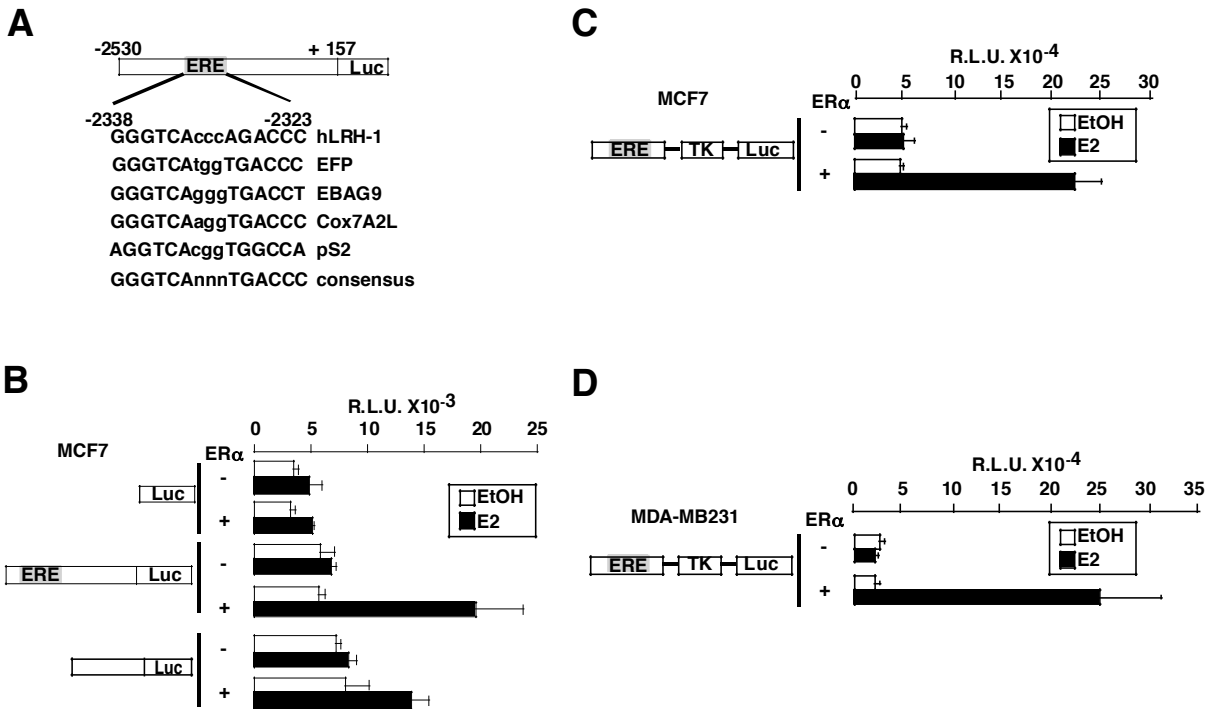 A
-2530
+ 157
ERE
Luc
-2338
-2323
GGGTCAcccAGACCC hLRH-1
GGGTCAtggTGACCC EFP
GGGTCAgggTGACCT EBAG9
GGGTCAaggTGACCC Cox7A2L
AGGTCAcggTGGCCA pS2
GGGTCAnnnTGACCC consensus
B
R.L.U. X10-3
0 5 10 15 20 25
MCF7
ERα
Luc
-
+
EtOH
E2
ERE Luc
-
+
Luc
-
+
C
R.L.U. X10-4
0 5 10 15 20 25 30
MCF7
ERα
ERE TK Luc
-
+
EtOH
E2
D
R.L.U. X10-4
0 5 10 15 20 25 30 35
MDA-MB231
ERα
ERE TK Luc
-
+
EtOH
E2